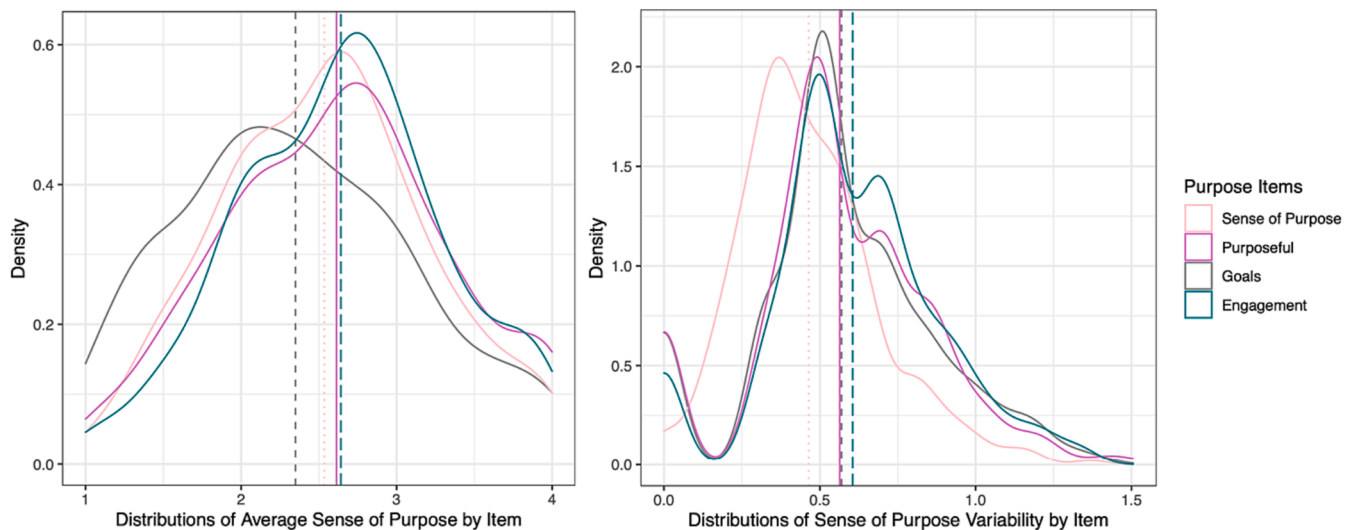 Density
0.6
0.4
0.2
0.0
1
2
3
4
Distributions of Average Sense of Purpose by Item
Density
2.0
1.5
1.0
0.5
0.0
0.0
0.5
1.0
1.5
Distributions of Sense of Purpose Variability by Item
Purpose Items
Sense of Purpose
Purposeful
Goals
Engagement